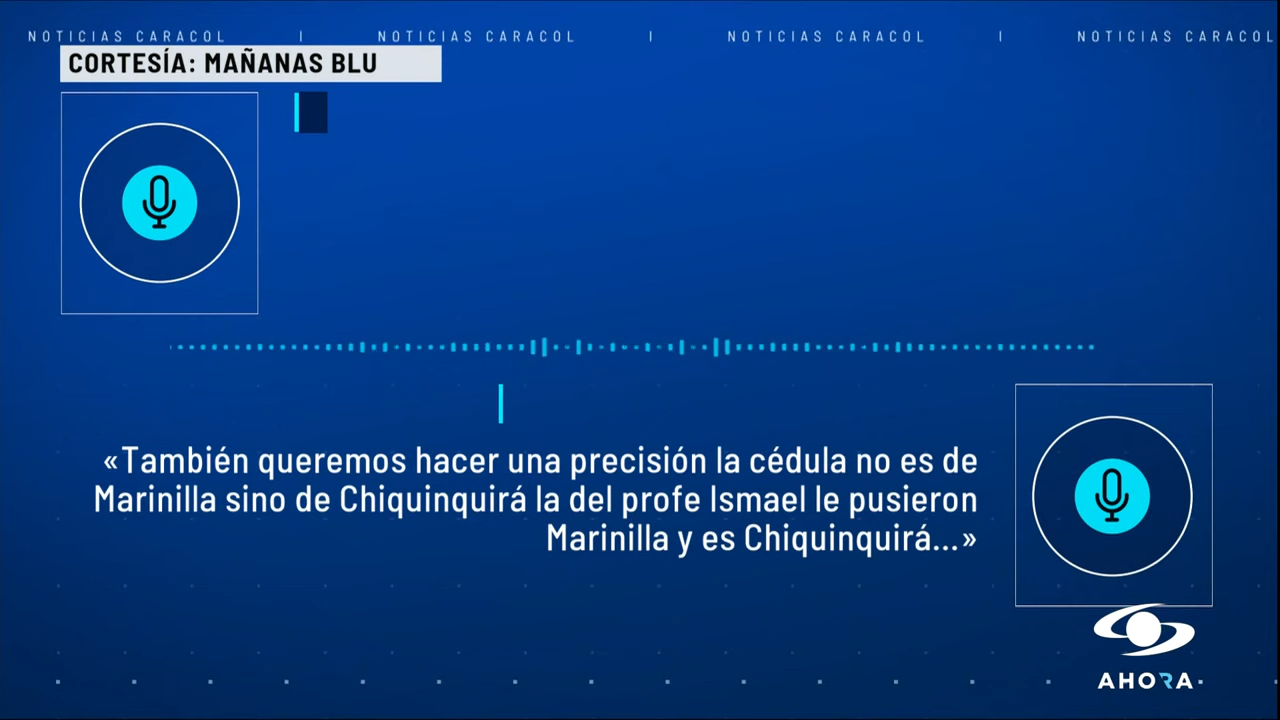 NOTICIAS CARACOL | NOTICIAS CARACOL | NOTICIAS CARACOL | NOTICIAS CARACOL
CORTESÍA: MAÑANAS BLU
«También queremos hacer una precisión la cédula no es de
Marinilla sino de Chiquinquirá la del profe Ismael le pusieron
Marinilla y es Chiquinquirá...»
AHORA